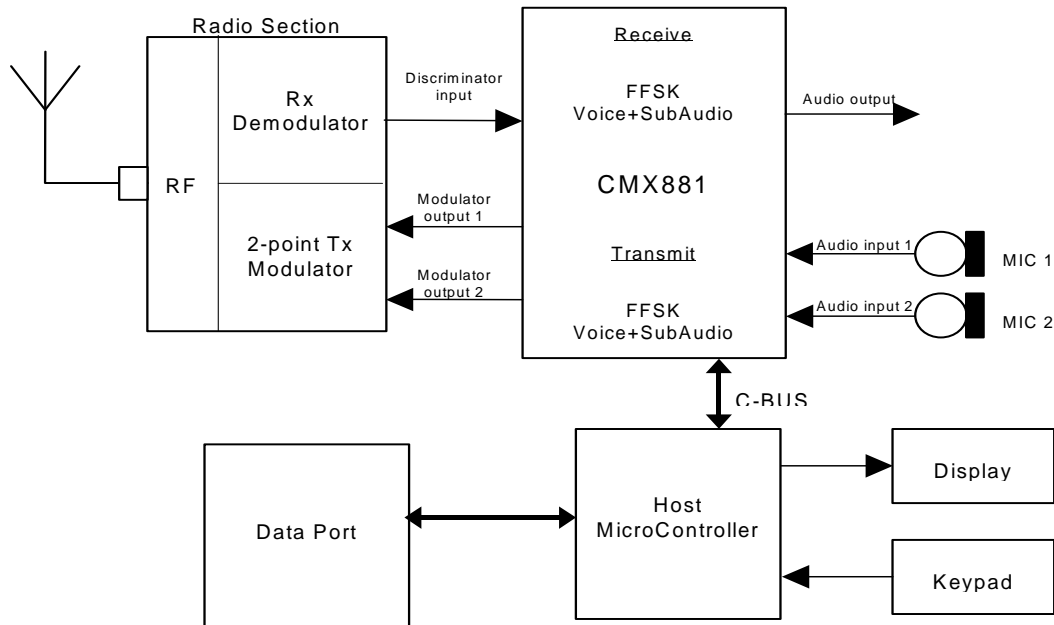 Radio Section
RF
Rx
Demodulator
2-point Tx
Modulator
Discriminator
input
Modulator
output 1
Modulator
output 2
Receive
FFSK
Voice+SubAudio
CMX881
Transmit
FFSK
Voice+SubAudio
Audio output
Audio input 1
MIC 1
Audio input 2
MIC 2
C-BUS
Data Port
Host
MicroController
Display
Keypad